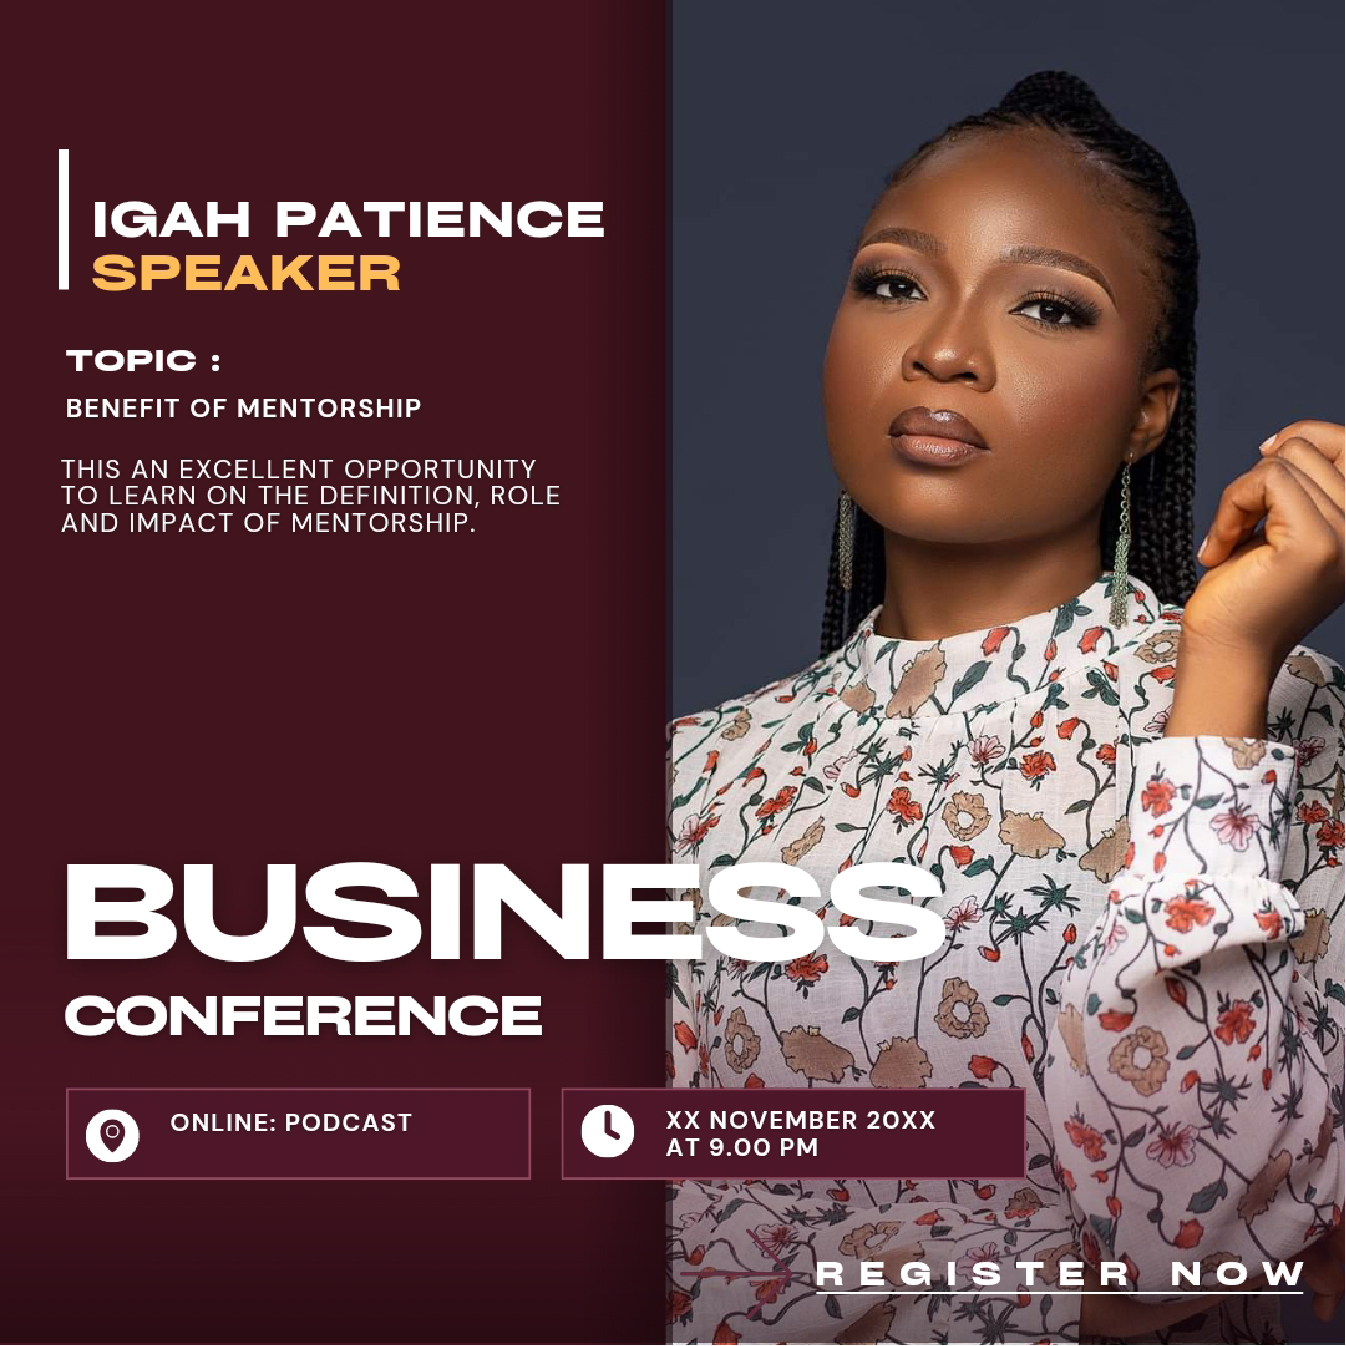 IGAH PATIENCE
SPEAKER
TOPIC :
BENEFIT OF MENTORSHIP
THIS AN EXCELLENT OPPORTUNITY
TO LEARN ON THE DEFINITION, ROLE
AND IMPACT OF MENTORSHIP.
BUSINESS
CONFERENCE
ONLINE: PODCAST
XX NOVEMBER 20XX
AT 9.00 PM
REGISTER NOW